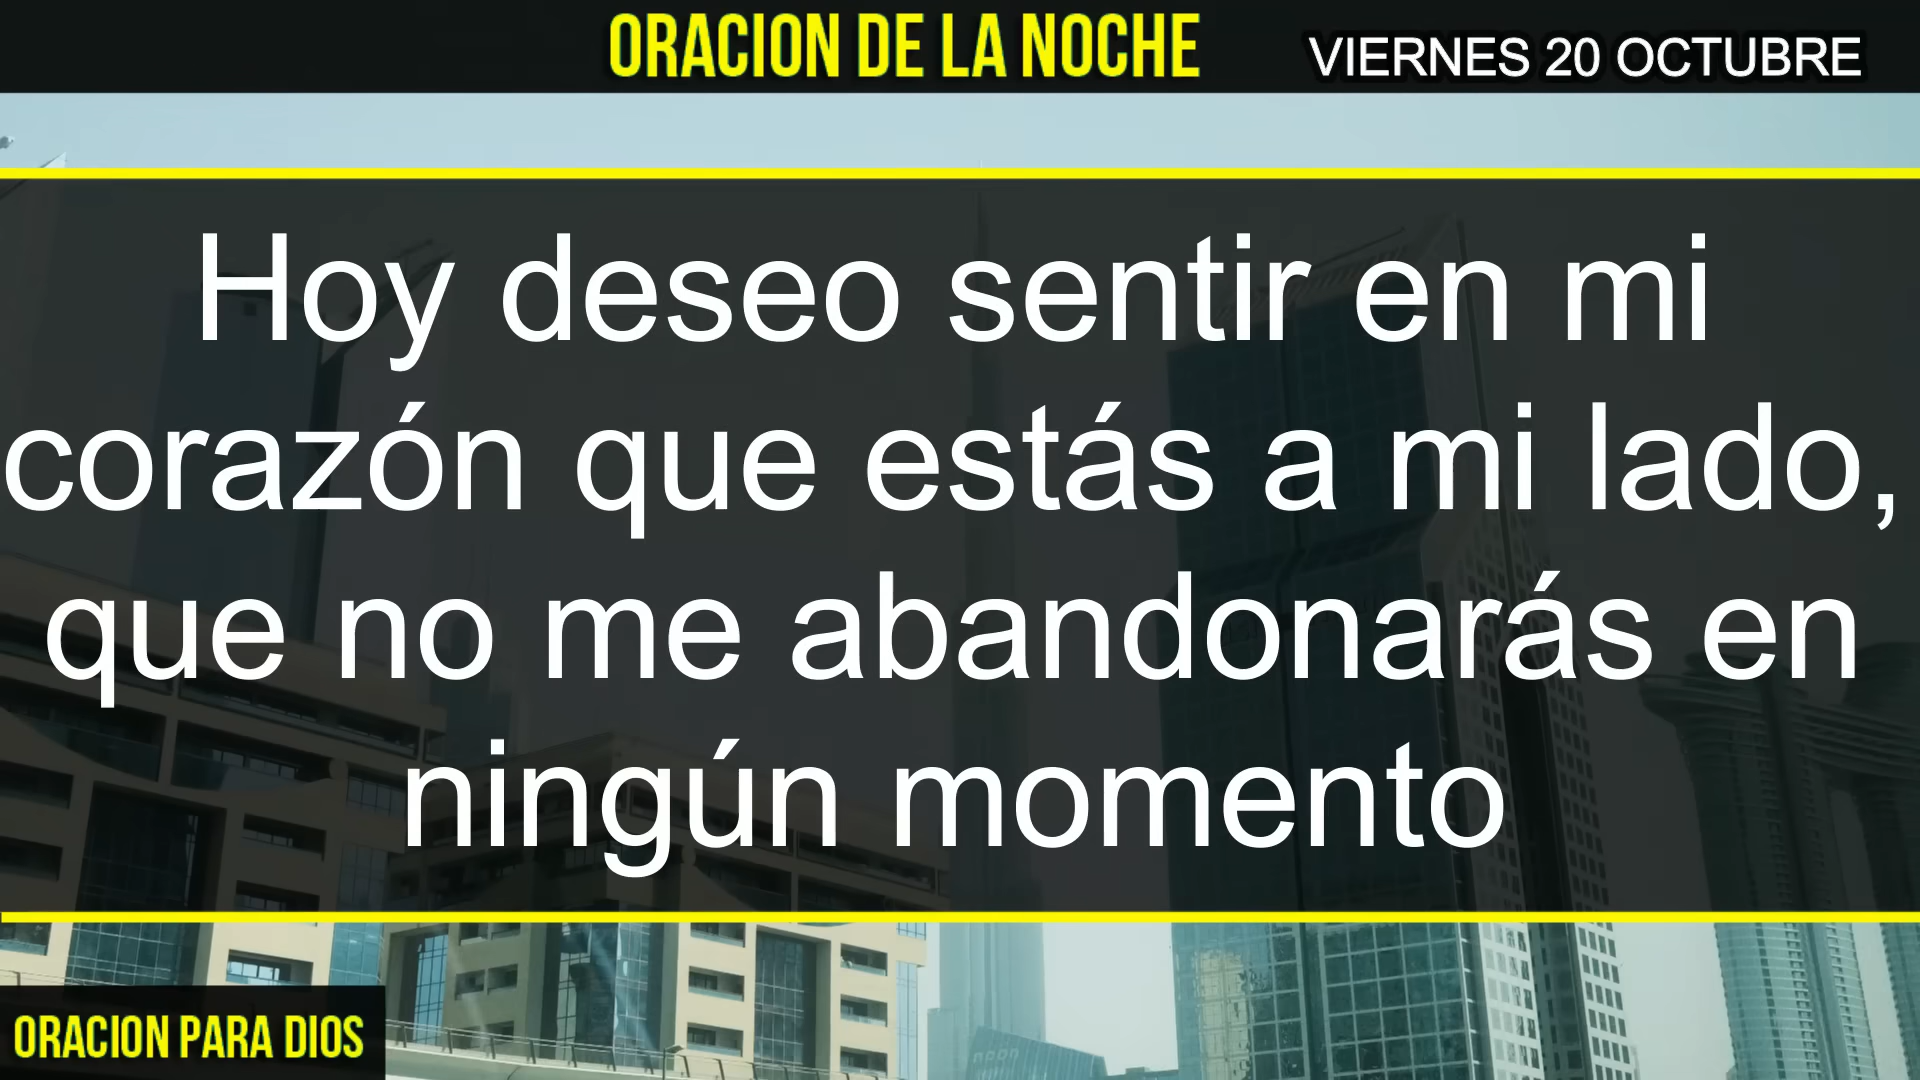 ORACION DE LA NOCHE
VIERNES 20 OCTUBRE
Hoy deseo sentir en mi
corazón que estás a mi lado,
que no me abandonarás en
ningún momento
ORACION PARA DIOS